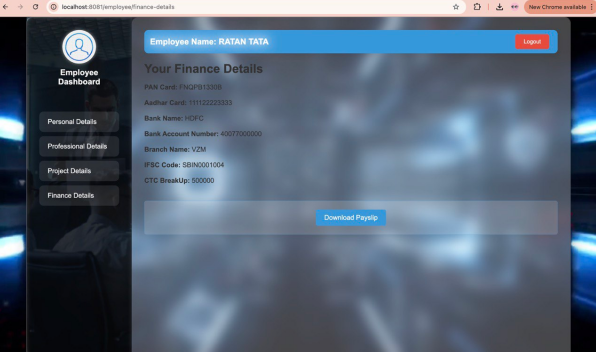 localhost:8081/employee/finance-details
New Chrome available
Employee Name: RATAN TATA
Logout
Employee
Dashboard
Personal Details
Professional Details
Project Details
Finance Details
Your Finance Details
PAN Card: FNQPB1330B
Aadhar Card: 111122223333
Bank Name: HDFC
Bank Account Number: 40077000000
Branch Name: VZM
IFSC Code: SBIN0001004
CTC BreakUp: 500000
Download Payslip